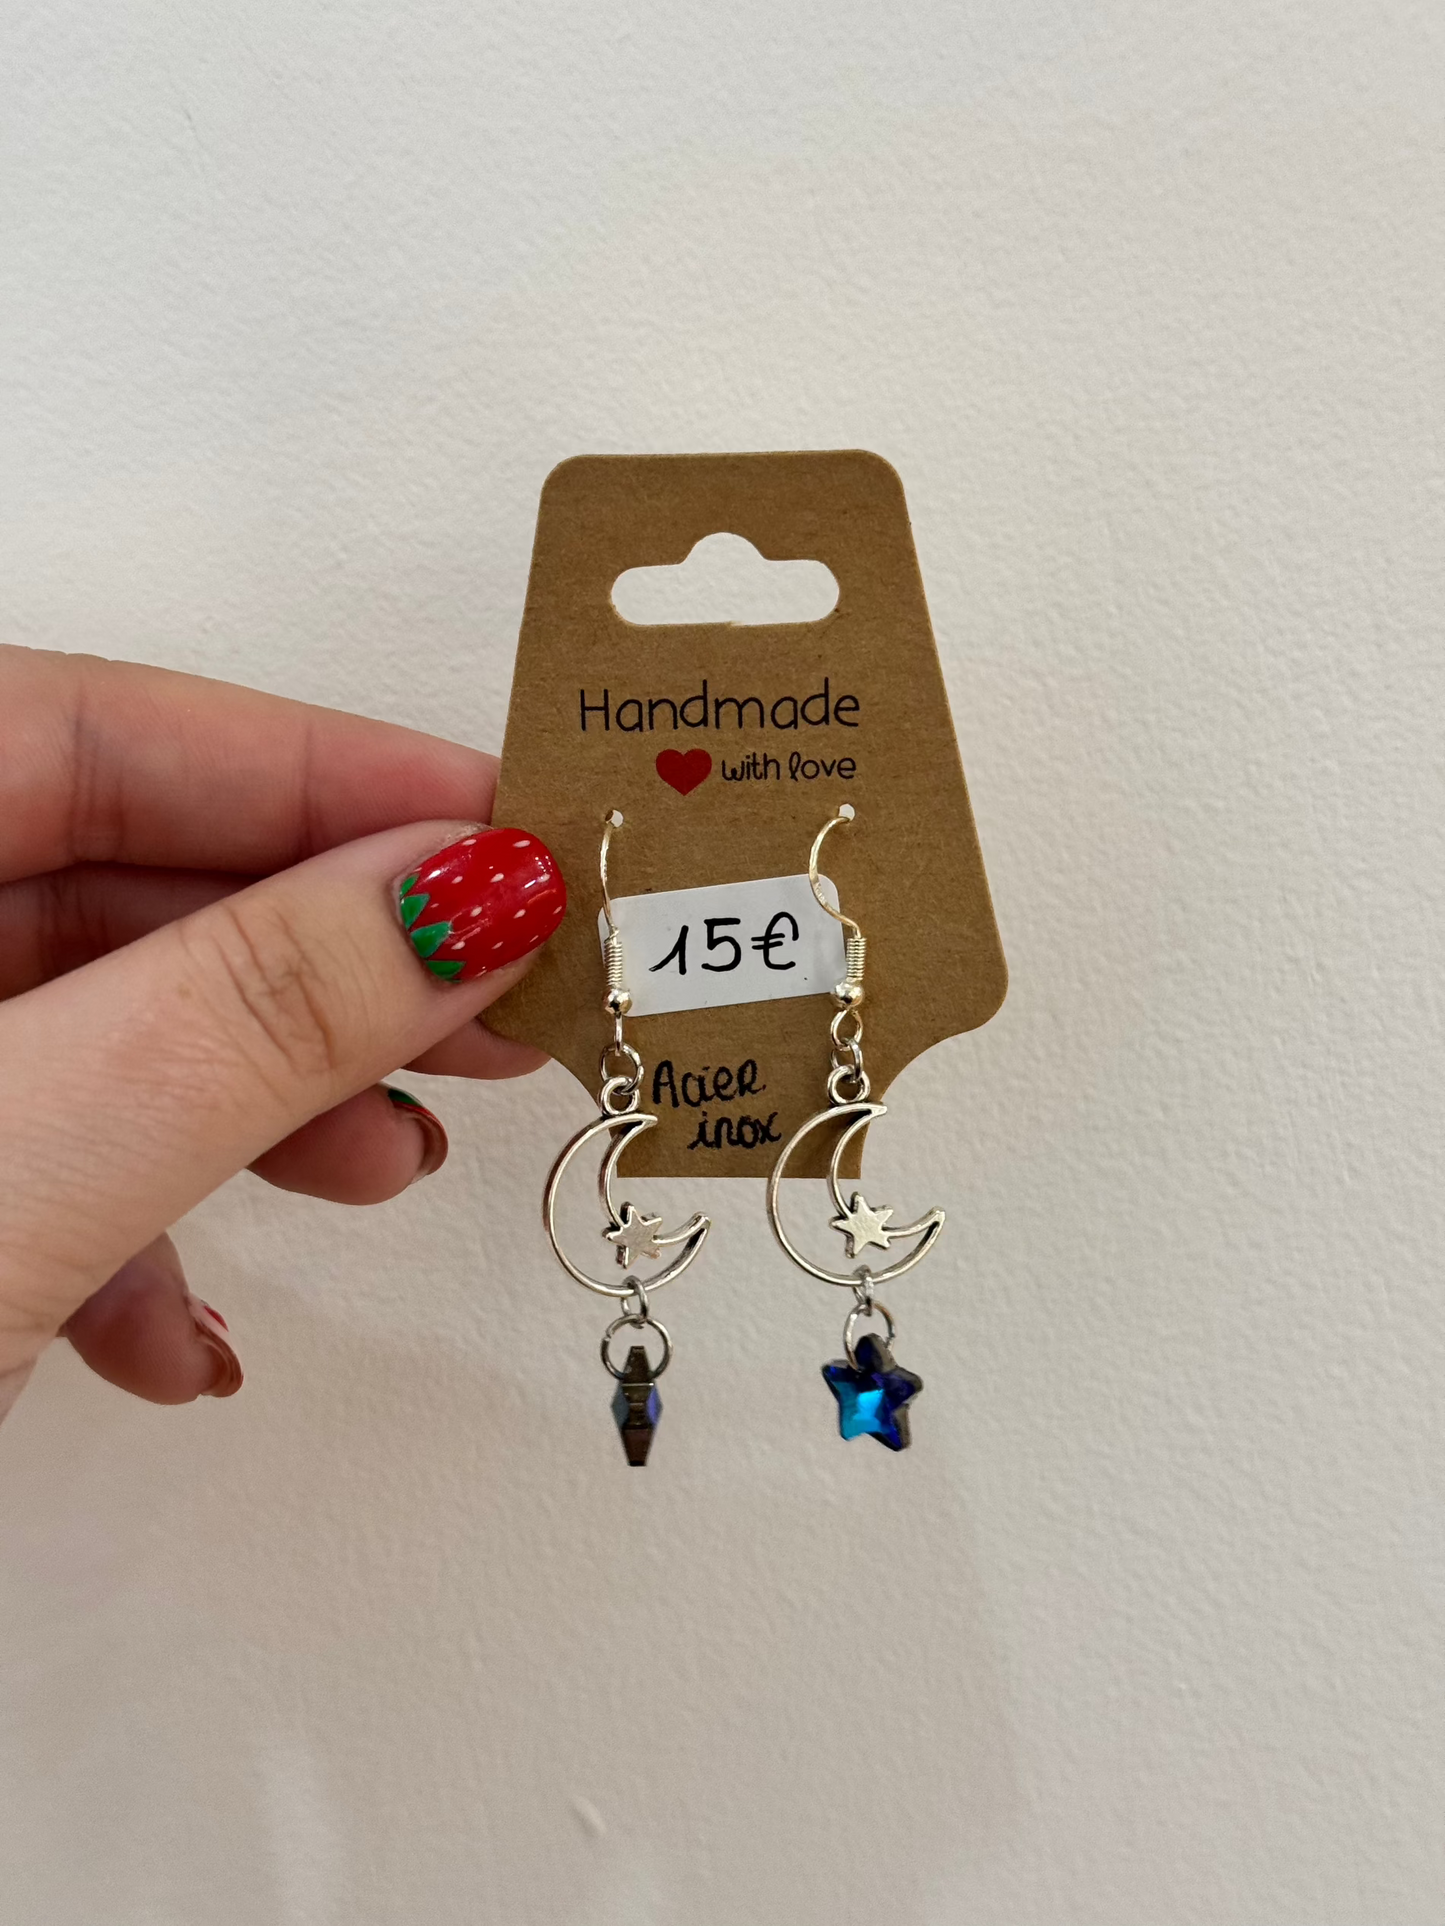 Handmade
with love
15€
Acier
inox